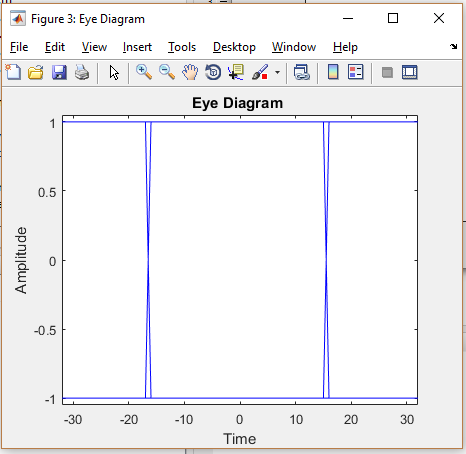 Figure 3: Eye Diagram
File Edit View Insert Tools Desktop Window Help
Eye Diagram
1
0.5
0
-0.5
-1
Amplitude
-30 -20 -10 0 10 20 30
Time